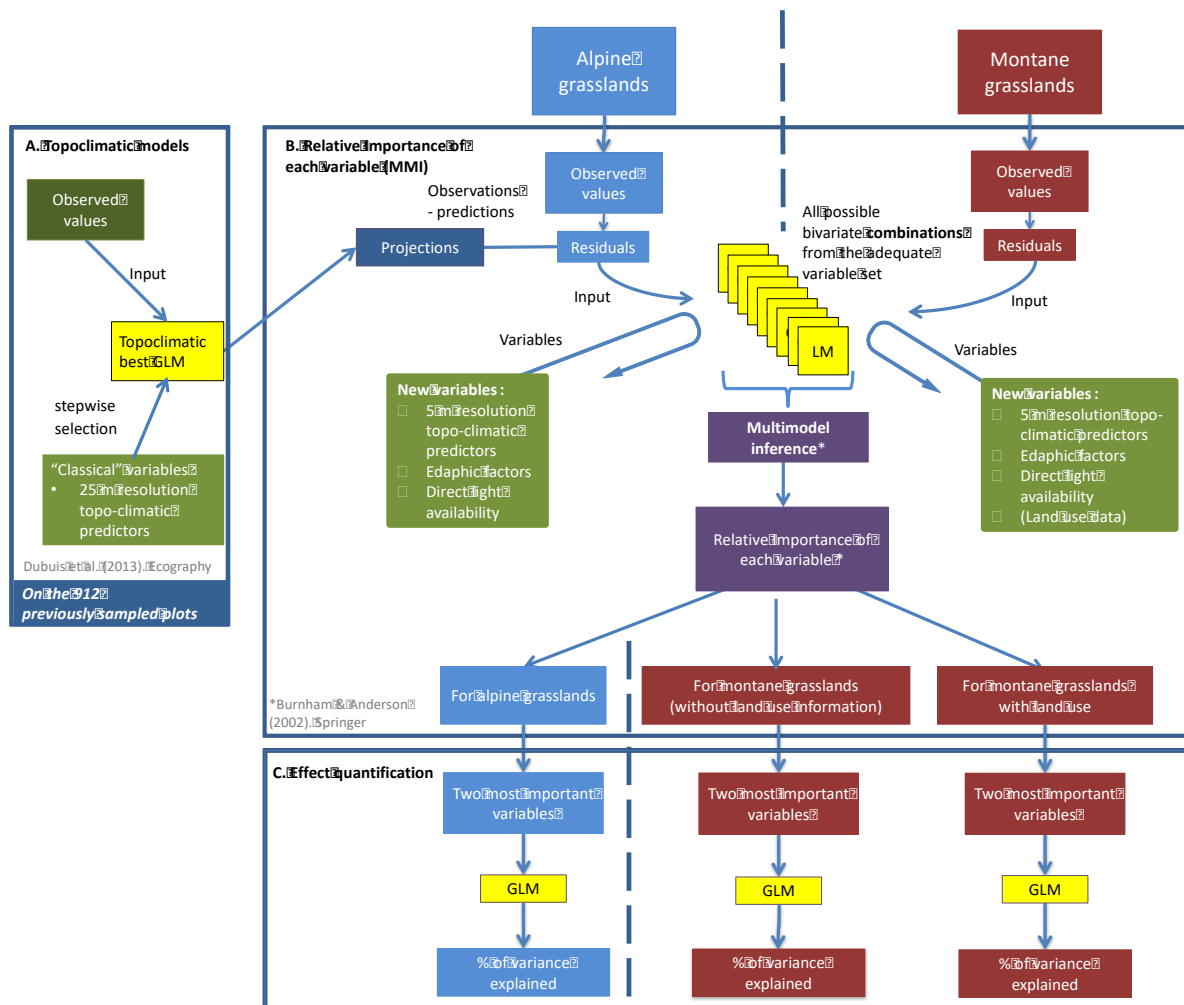 Alpine
grasslands
Montane
grasslands
A. Topoclimatic models
Observed
values
Input
Topoclimatic
best GLM
stepwise
selection
“Classical” variables
• 25 m resolution
topo-climatic
predictors
Dubuis et al. (2013). Ecography
On the 912
previously sampled plots
B. Relative Importance of
each variable (MMI)
Observed
values
Observations
- predictions
Projections
Residuals
Input
Variables
New variables :
5 m resolution
topo-climatic
predictors
Edaphic factors
Direct light
availability
All possible
bivariate combinations
from the adequate
variable set
LM
Multimodel
inference*
Relative Importance of
each variable *
Observed
values
Residuals
Input
Variables
New variables :
5 m resolution topo-
climatic predictors
Edaphic factors
Direct light
availability
(Land use data)
*Burnham & Anderson
(2002). Springer
For alpine grasslands
For montane grasslands
(without land use information)
For montane grasslands
with land use
C. Effect quantification
Two most important
variables
GLM
% of variance
explained
Two most important
variables
GLM
% of variance
explained
Two most important
variables
GLM
% of variance
explained